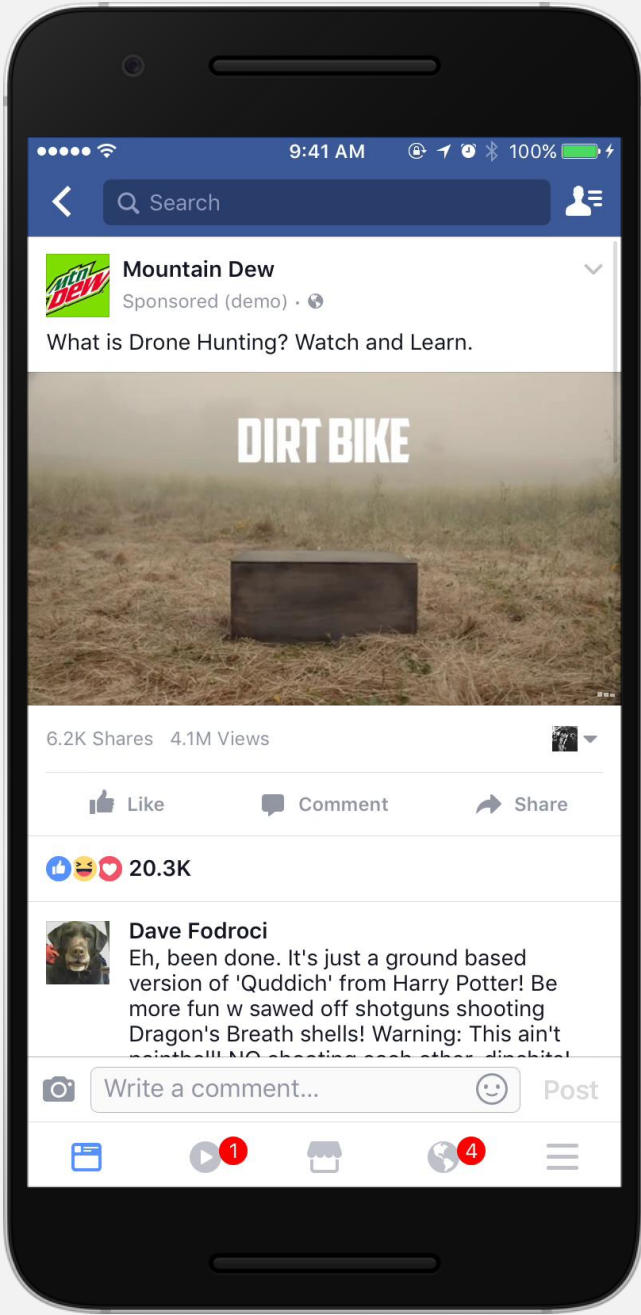 9:41 AM
100%
Search
Mtn
DEW
Mountain Dew
Sponsored (demo) ·
What is Drone Hunting? Watch and Learn.
DIRT BIKE
6.2K Shares 4.1M Views
Like Comment Share
20.3K
Dave Fodroci
Eh, been done. It's just a ground based
version of 'Quddich' from Harry Potter! Be
more fun w sawed off shotguns shooting
Dragon's Breath shells! Warning: This ain't
Write a comment...
Post
1
4